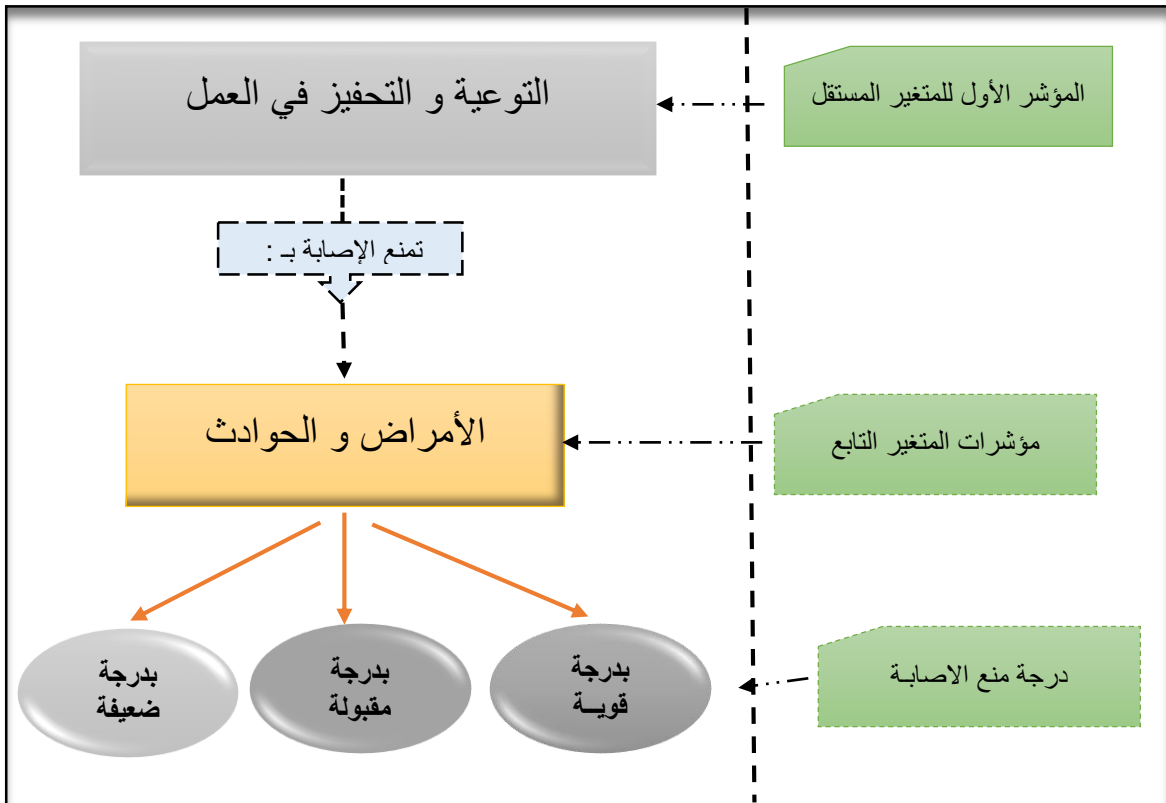 المؤشر الأول للمتغير المستقل
التوعية و التحفيز في العمل
تمنع الإصابة بـ :
مؤشرات المتغير التابع
الأمراض و الحوادث
درجة منع الاصابـة
بدرجة
قويــة
بدرجة
مقبولة
بدرجة
ضعيفة